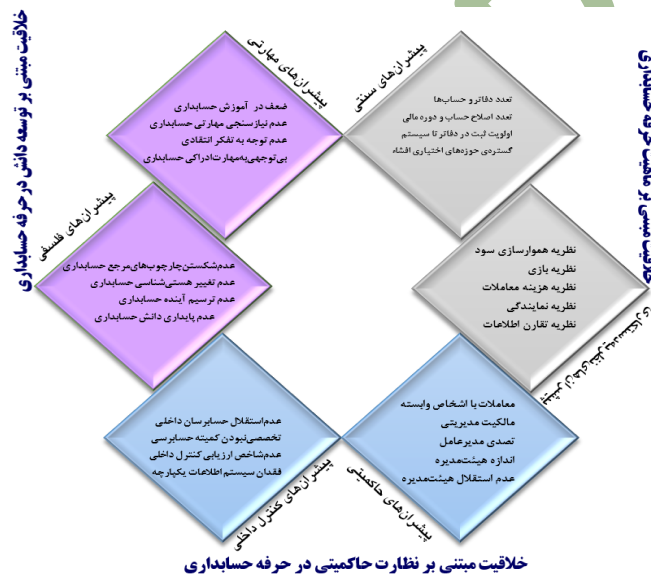 خلاقیت مبتنی بر ماهیت حرفه حسابداری
پیشران‌های سنتی
تعدد دفاتر و حساب‌ها
تعدد اصلاح حساب و دوره مالی
اولویت ثبت در دفاتر تا سیستم
گستره‌ی حوزه‌های اختیاری افشاء
نظریه هموارسازی سود
نظریه بازی
نظریه هزینه معاملات
نظریه نمایندگی
نظریه تقارن اطلاعات
خلاقیت مبتنی بر توسعه دانش در حرفه حسابداری
پیشران‌های مهارتی
ضعف در آموزش حسابداری
عدم نیازسنجی مهارتی حسابداری
عدم توجه به تفکر انتقادی
بی‌توجهی به مهارت ادراکی حسابداری
پیشران‌های فلسفی
عدم شکستن چارچوب‌های مرجع حسابداری
عدم تغییر هستی‌شناسی حسابداری
عدم ترسیم آینده حسابداری
عدم پایداری دانش حسابداری
معاملات با اشخاص وابسته
مالکیت مدیریتی
تصدی مدیرعامل
اندازه هیئت‌مدیره
عدم استقلال هیئت‌مدیره
پیشران‌های حاکمیتی
عدم استقلال حسابرسان داخلی
تخصصی نبودن کمیته حسابرسی
عدم شاخص ارزیابی کنترل داخلی
فقدان سیستم اطلاعات یکپارچه
پیشران‌های کنترل داخلی
خلاقیت مبتنی بر نظارت حاکمیتی در حرفه حسابداری